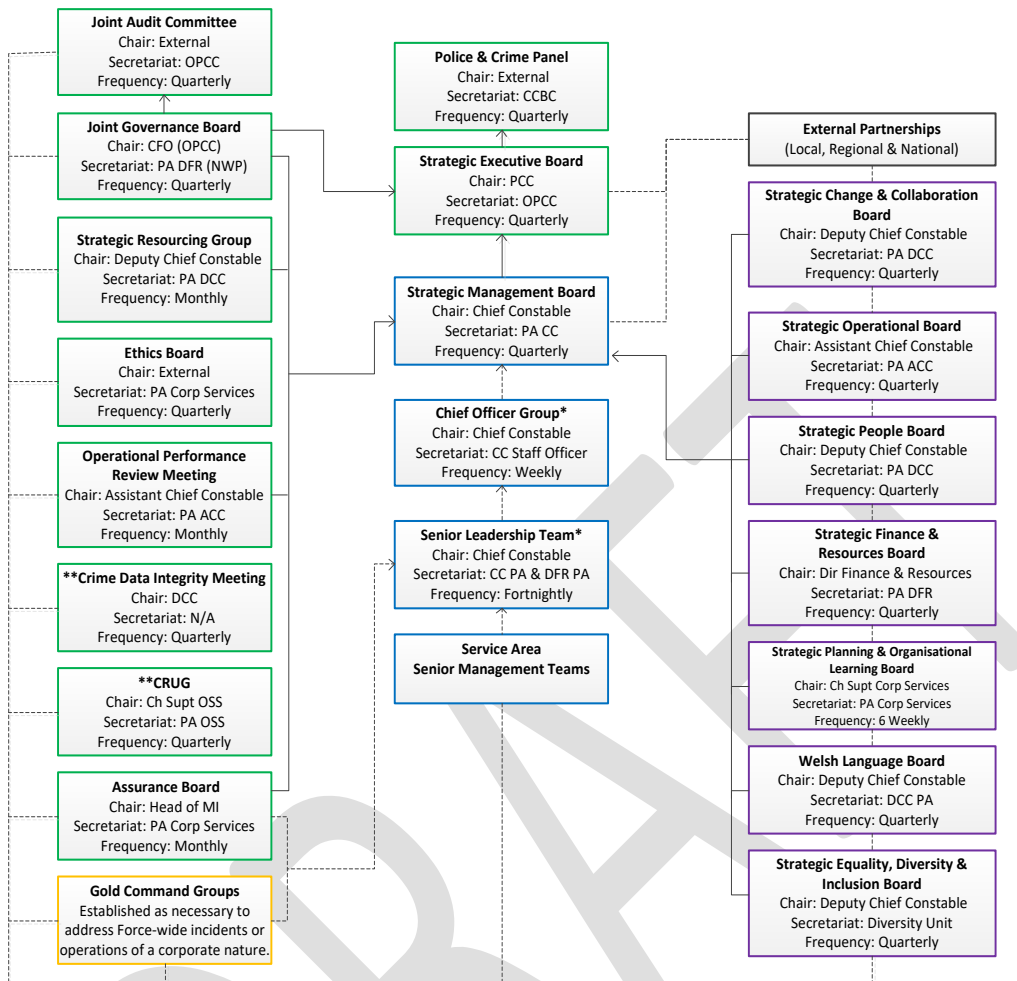 Joint Audit Committee
Chair: External
Secretariat: OPCC
Frequency: Quarterly
Joint Governance Board
Chair: CFO (OPCC)
Secretariat: PA DFR (NWP)
Frequency: Quarterly
Strategic Resourcing Group
Chair: Deputy Chief Constable
Secretariat: PA DCC
Frequency: Monthly
Ethics Board
Chair: External
Secretariat: PA Corp Services
Frequency: Quarterly
Operational Performance
Review Meeting
Chair: Assistant Chief Constable
Secretariat: PA ACC
Frequency: Monthly
**Crime Data Integrity Meeting
Chair: DCC
Secretariat: N/A
Frequency: Quarterly
**CRUG
Chair: Ch Supt OSS
Secretariat: PA OSS
Frequency: Quarterly
Assurance Board
Chair: Head of MI
Secretariat: PA Corp Services
Frequency: Monthly
Gold Command Groups
Established as necessary to
address Force-wide incidents or
operations of a corporate nature.
Police & Crime Panel
Chair: External
Secretariat: CCBC
Frequency: Quarterly
Strategic Executive Board
Chair: PCC
Secretariat: OPCC
Frequency: Quarterly
Strategic Management Board
Chair: Chief Constable
Secretariat: PA CC
Frequency: Quarterly
Chief Officer Group*
Chair: Chief Constable
Secretariat: CC Staff Officer
Frequency: Weekly
Senior Leadership Team*
Chair: Chief Constable
Secretariat: CC PA & DFR PA
Frequency: Fortnightly
Service Area
Senior Management Teams
External Partnerships
(Local, Regional & National)
Strategic Change & Collaboration
Board
Chair: Deputy Chief Constable
Secretariat: PA DCC
Frequency: Quarterly
Strategic Operational Board
Chair: Assistant Chief Constable
Secretariat: PA ACC
Frequency: Quarterly
Strategic People Board
Chair: Deputy Chief Constable
Secretariat: PA DCC
Frequency: Quarterly
Strategic Finance &
Resources Board
Chair: Dir Finance & Resources
Secretariat: PA DFR
Frequency: Quarterly
Strategic Planning & Organisational
Learning Board
Chair: Ch Supt Corp Services
Secretariat: PA Corp Services
Frequency: 6 Weekly
Welsh Language Board
Chair: Deputy Chief Constable
Secretariat: DCC PA
Frequency: Quarterly
Strategic Equality, Diversity &
Inclusion Board
Chair: Deputy Chief Constable
Secretariat: Diversity Unit
Frequency: Quarterly
DRAFT